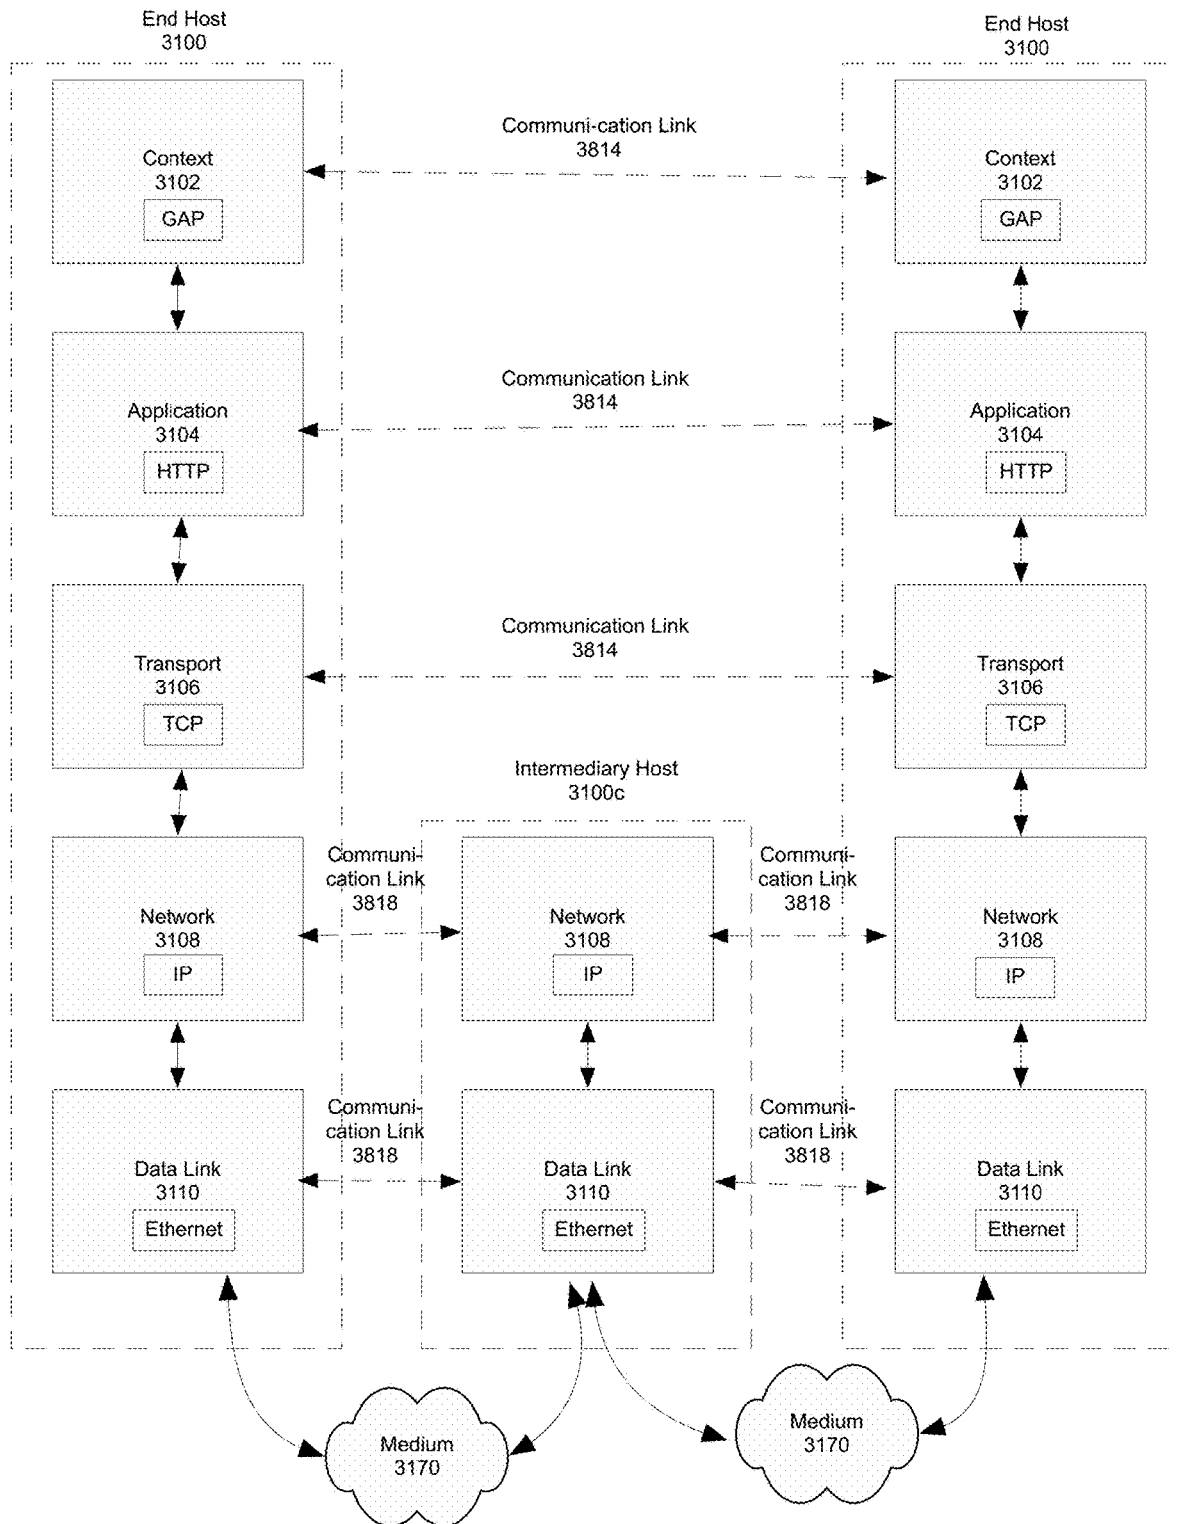 End Host
3100
End Host
3100
Communi-cation Link
3814
Context
3102
GAP
Context
3102
GAP
Communication Link
3814
Application
3104
HTTP
Application
3104
HTTP
Communication Link
3814
Transport
3106
TCP
Transport
3106
TCP
Intermediary Host
3100c
Communi-
cation Link
3818
Communi-
cation Link
3818
Network
3108
IP
Network
3108
IP
Network
3108
IP
Communi-
cation Link
3818
Communi-
cation Link
3818
Data Link
3110
Ethernet
Data Link
3110
Ethernet
Data Link
3110
Ethernet
Medium
3170
Medium
3170